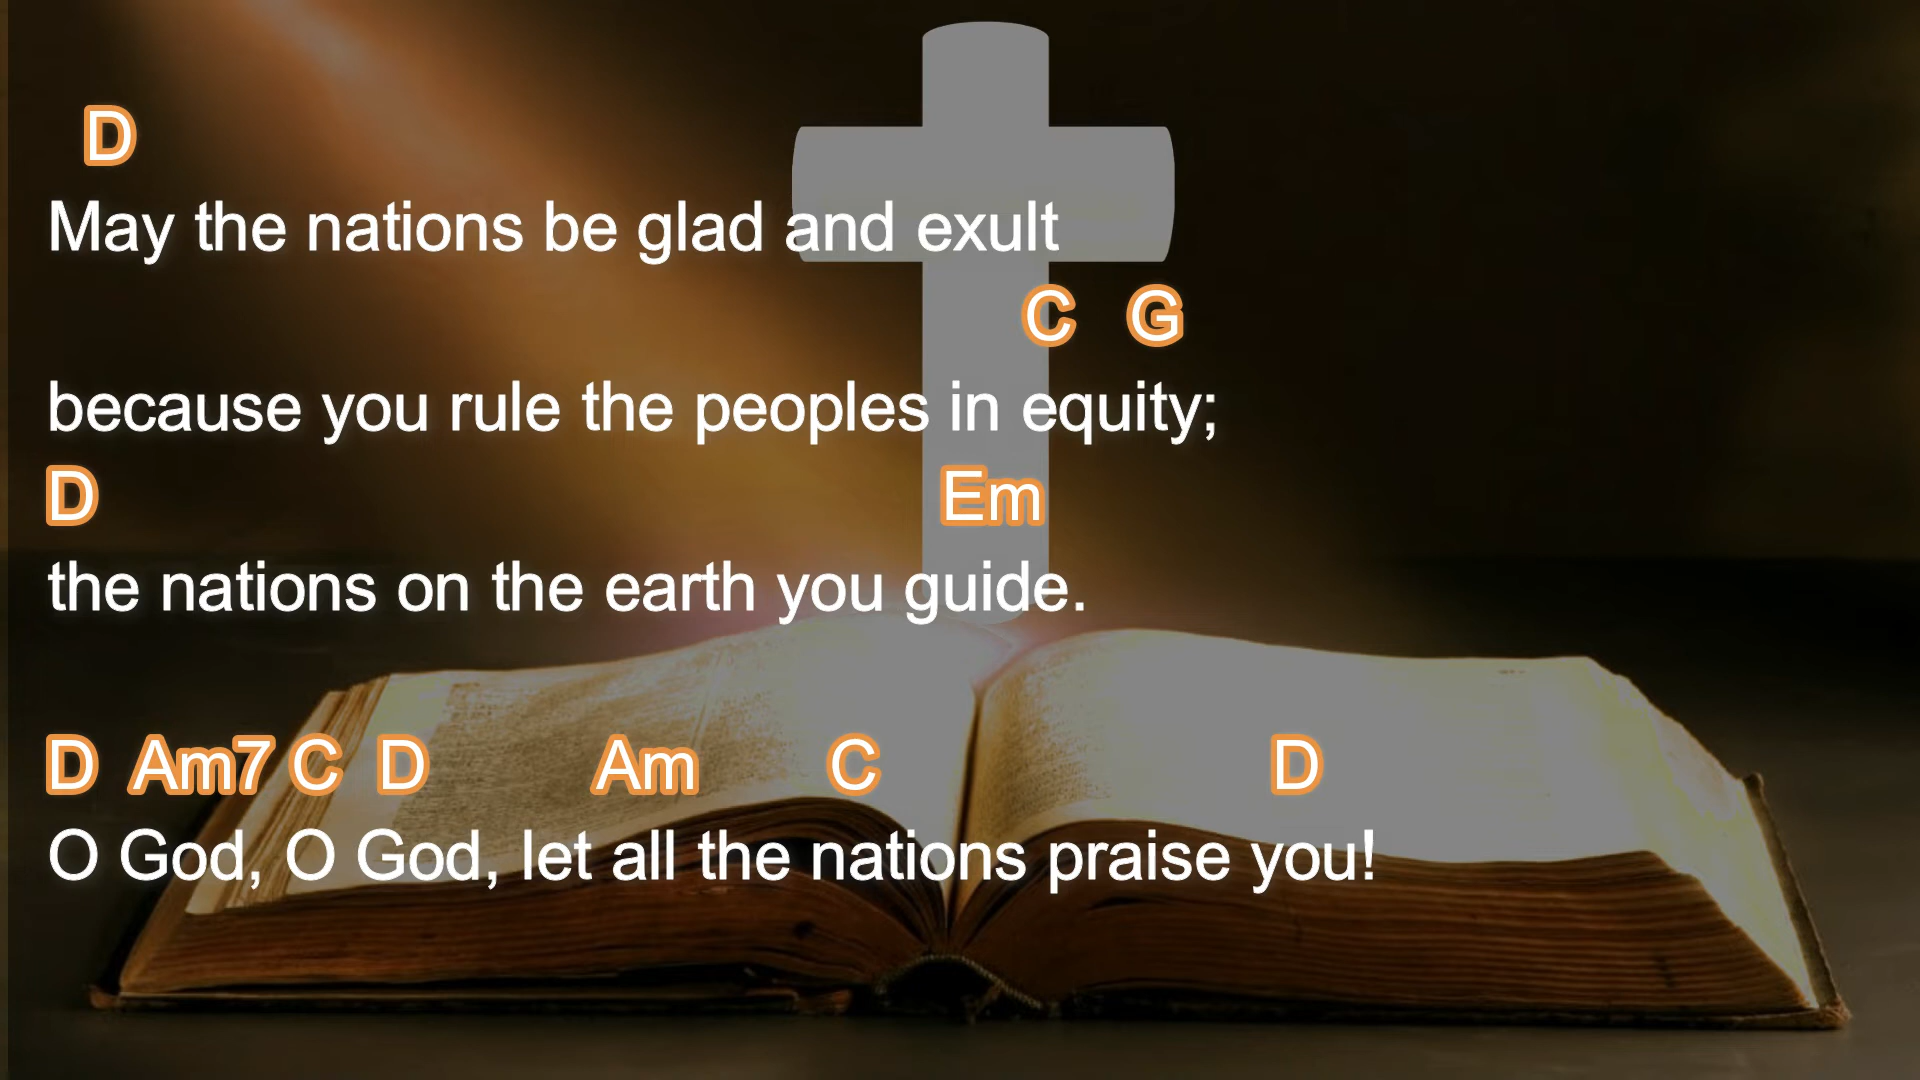 D
May the nations be glad and exult
C G
because you rule the peoples in equity;
D Em
the nations on the earth you guide.
D Am7 C D Am C D
O God, O God, let all the nations praise you!